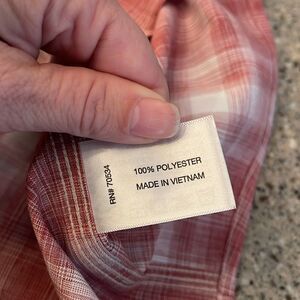 RN# 70534
100% POLYESTER
MADE IN VIETNAM